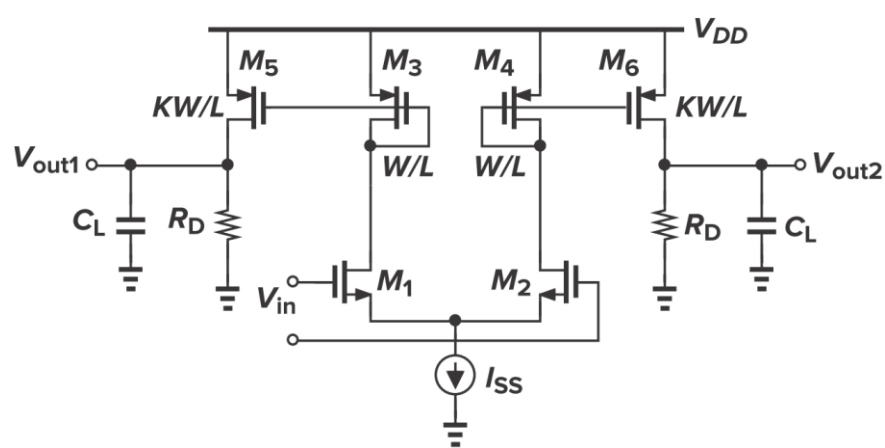 V_DD
M_5 M_3 M_4 M_6
KW/L KW/L
V_out1 W/L W/L V_out2
C_L R_D R_D C_L
M_1 M_2
V_in
I_SS